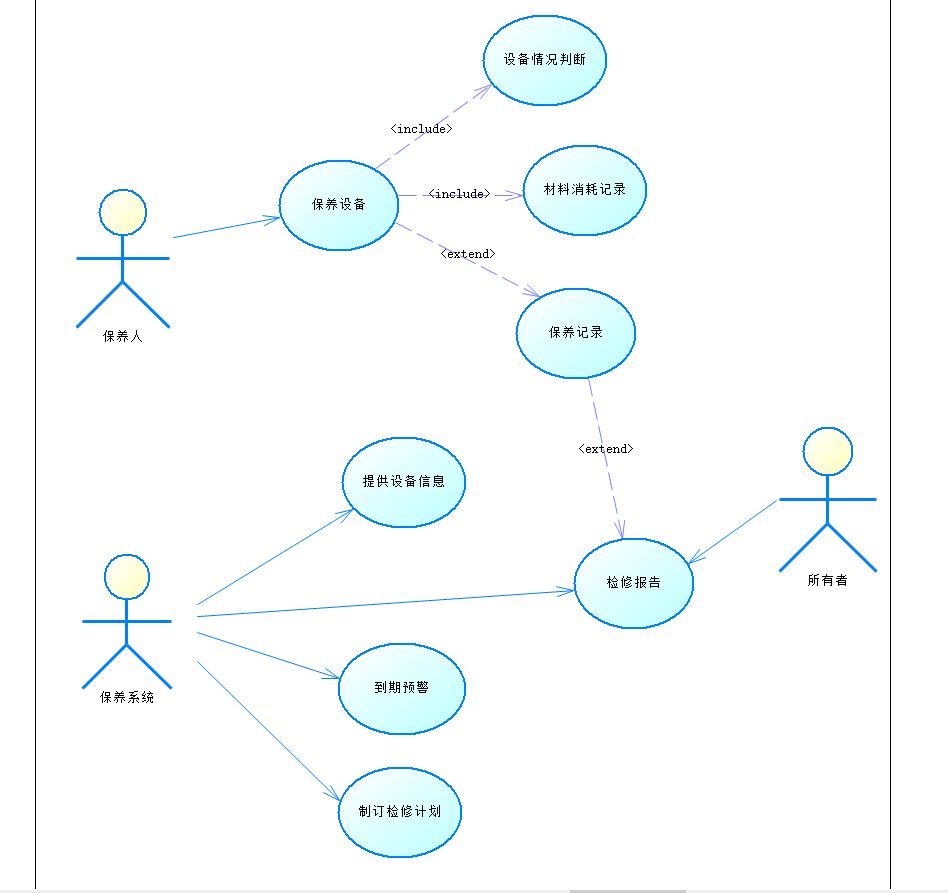 设备情况判断
<include>
保养设备
<include>
材料消耗记录
<extend>
保养人
保养记录
<extend>
提供设备信息
检修报告
所有者
保养系统
到期预警
制订检修计划